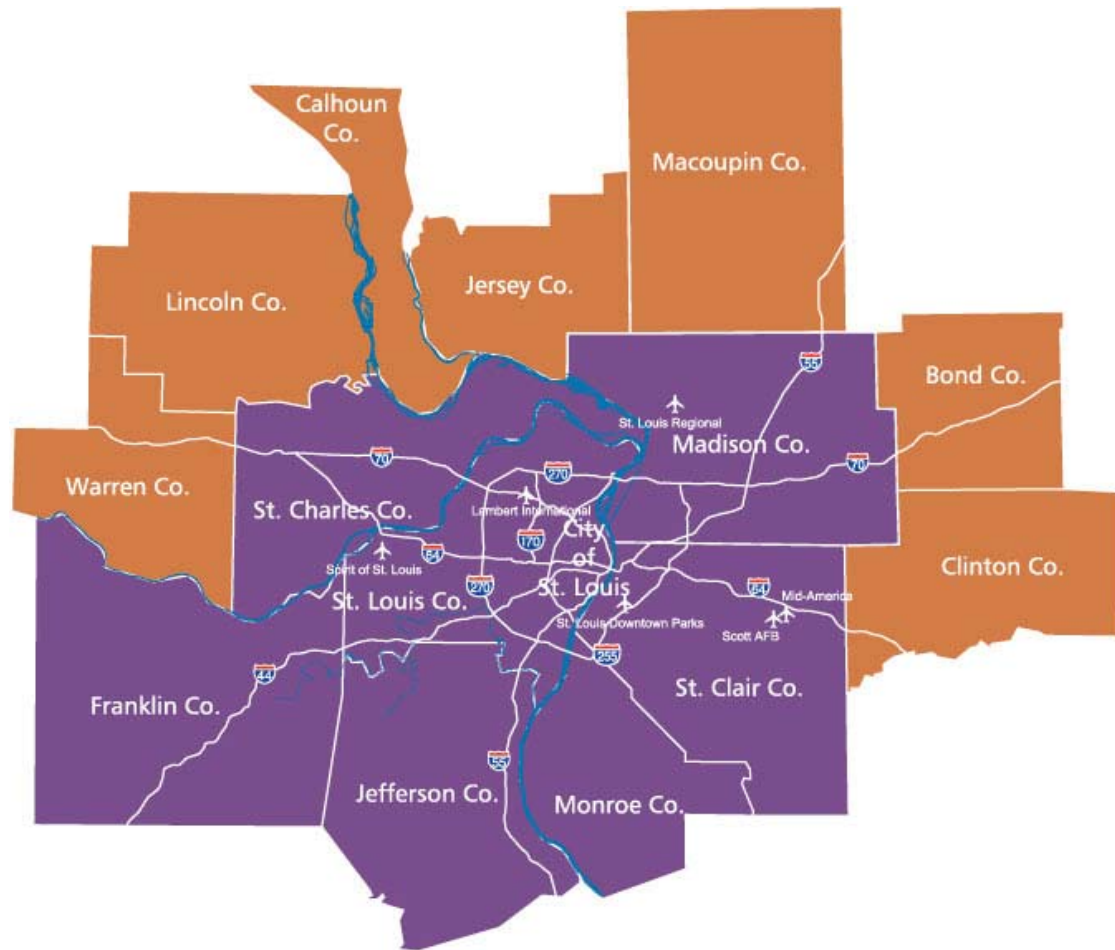 Calhoun
Co.
Macoupin Co.
Lincoln Co.
Jersey Co.
55
Bond Co.
St. Louis Regional
Madison Co.
70
270
70
Warren Co.
St. Charles Co.
Lambert International
170
City
of
St. Louis
64
Spirit of St. Louis
270
St. Louis Co.
Clinton Co.
64
Mid-America
St. Louis Downtown Parks
Scott AFB
255
44
St. Clair Co.
Franklin Co.
55
Jefferson Co.
Monroe Co.